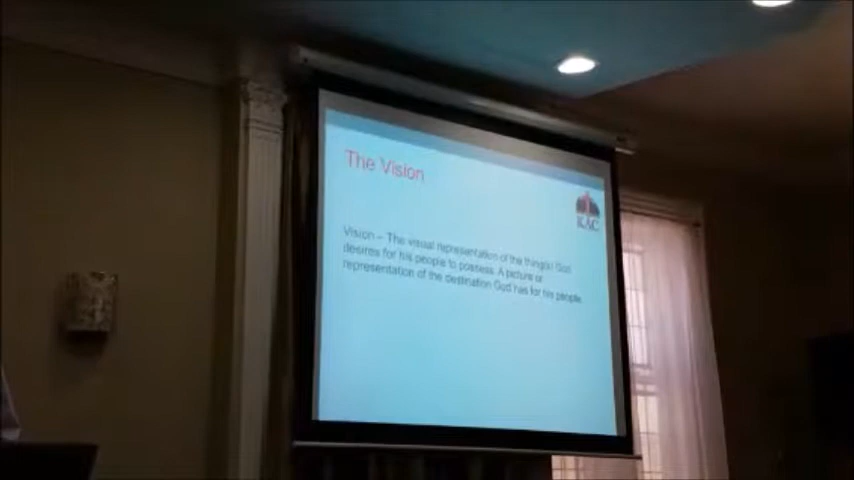 The Vision
KAC
Vision – The visual representation of the things God
desires for his people to possess. A picture or
representation of the destination God has for his people.